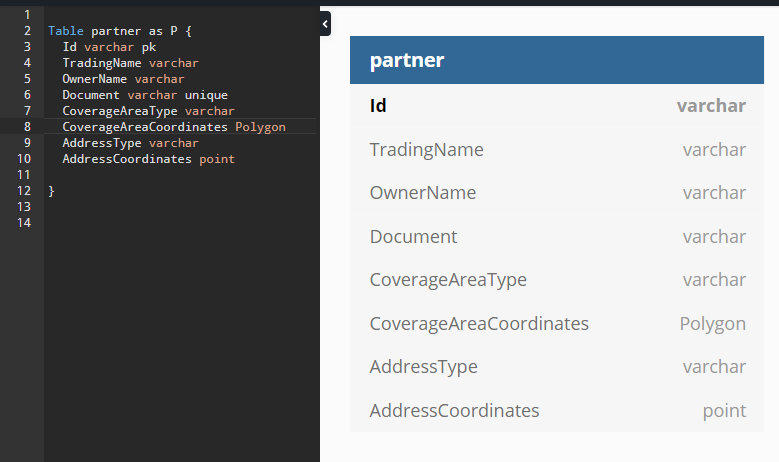 1
2 Table partner as P {
3 Id varchar pk
4 TradingName varchar
5 OwnerName varchar
6 Document varchar unique
7 CoverageAreaType varchar
8 CoverageAreaCoordinates Polygon
9 AddressType varchar
10 AddressCoordinates point
11
12 }
13
14
partner
Id varchar
TradingName varchar
OwnerName varchar
Document varchar
CoverageAreaType varchar
CoverageAreaCoordinates Polygon
AddressType varchar
AddressCoordinates point